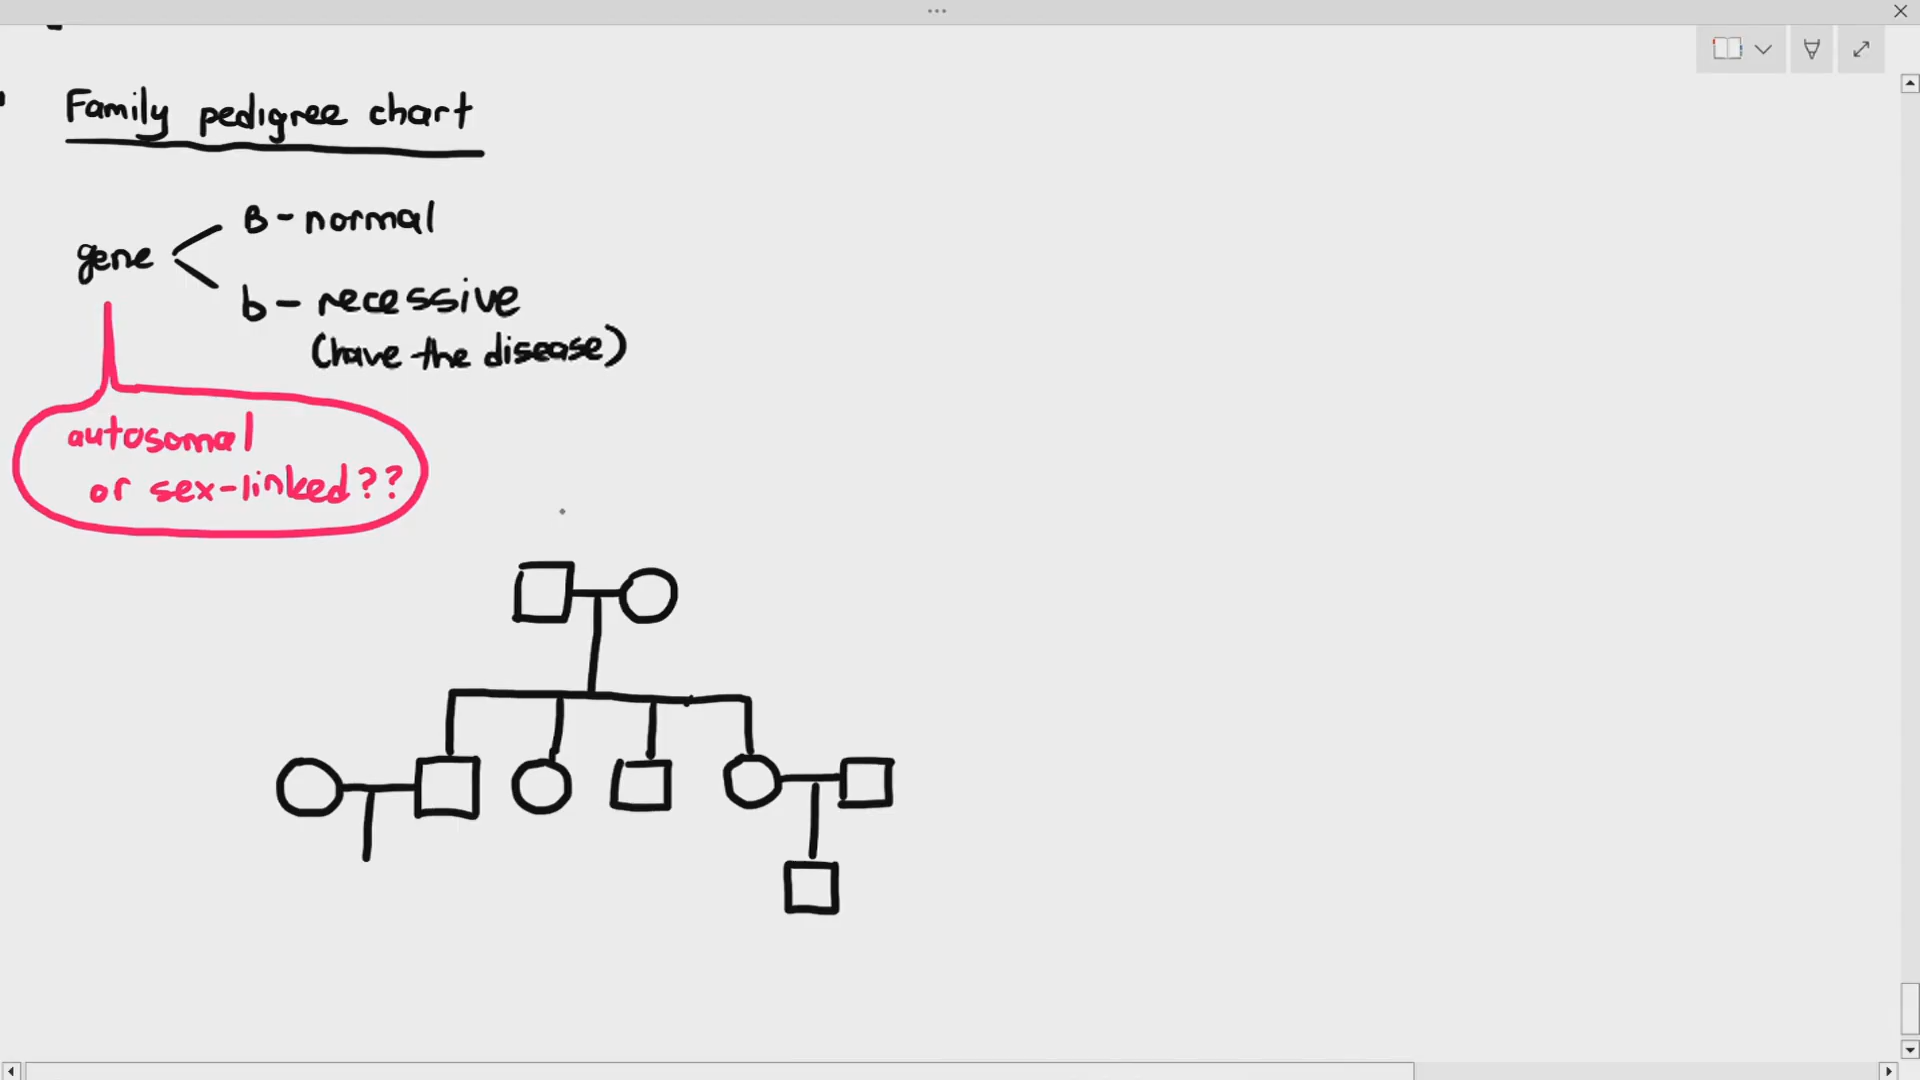 Family pedigree chart
B - normal
gene
b - recessive
(have the disease)
autosomal
or sex-linked??